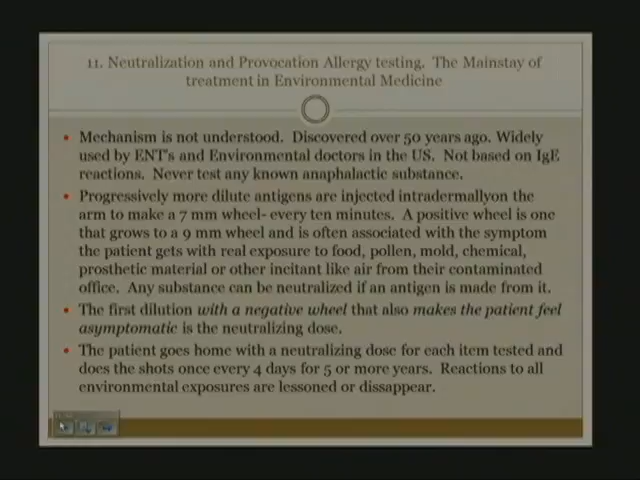 11. Neutralization and Provocation Allergy testing. The Mainstay of
treatment in Environmental Medicine
• Mechanism is not understood. Discovered over 50 years ago. Widely
used by ENT's and Environmental doctors in the US. Not based on IgE
reactions. Never test any known anaphalactic substance.
• Progressively more dilute antigens are injected intradermallyon the
arm to make a 7 mm wheel- every ten minutes. A positive wheel is one
that grows to a 9 mm wheel and is often associated with the symptom
the patient gets with real exposure to food, pollen, mold, chemical,
prosthetic material or other incitant like air from their contaminated
office. Any substance can be neutralized if an antigen is made from it.
• The first dilution with a negative wheel that also makes the patient feel
asymptomatic is the neutralizing dose.
• The patient goes home with a neutralizing dose for each item tested and
does the shots once every 4 days for 5 or more years. Reactions to all
environmental exposures are lessoned or dissappear.